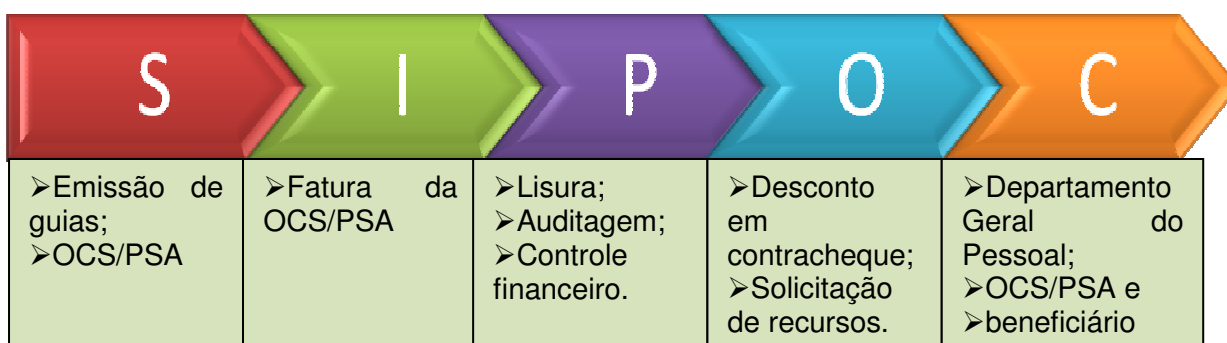 S
I
P
O
C
➢Emissão de
guias;
➢OCS/PSA
➢Fatura da
OCS/PSA
➢Lisura;
➢Auditagem;
➢Controle
financeiro.
➢Desconto
em
contracheque;
➢Solicitação
de recursos.
➢Departamento
Geral do
Pessoal;
➢OCS/PSA e
➢beneficiário